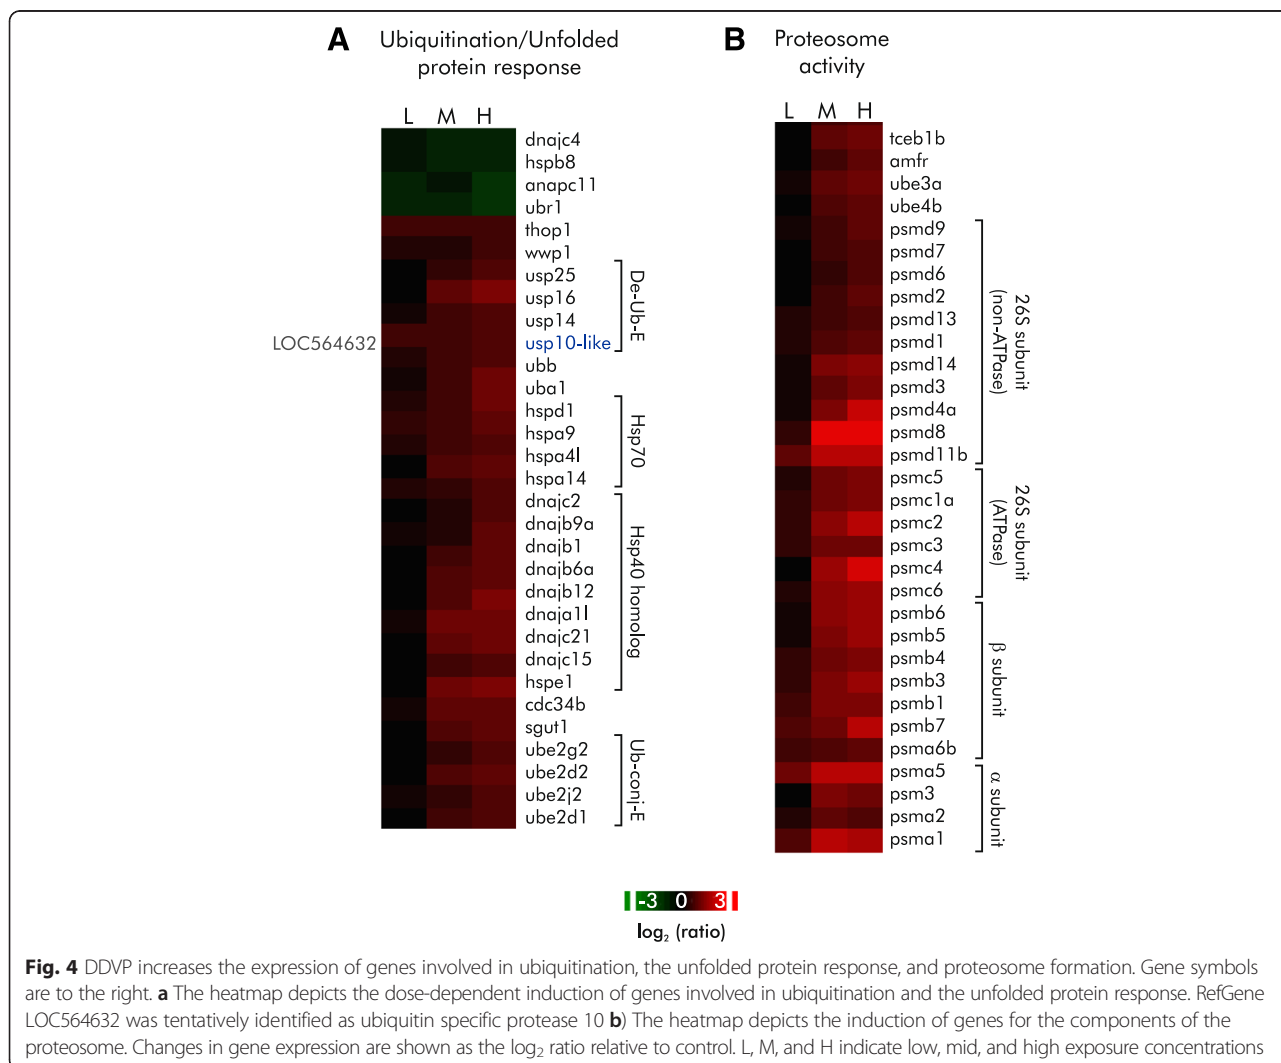 A Ubiquitination/Unfolded
protein response
L M H
dnajc4
hspb8
anapc11
ubr1
thop1
wwp1
usp25
usp16
usp14
LOC564632 usp10-like
ubb
uba1
hspd1
hspa9
hspa4l
hspa14
dnajc2
dnajb9a
dnajb1
dnajb6a
dnajb12
dnaja1l
dnajc21
dnajc15
hspe1
cdc34b
sgut1
ube2g2
ube2d2
ube2j2
ube2d1
De-Ub-E
Hsp70
Hsp40 homolog
Ub-conj-E
B Proteosome
activity
L M H
tceb1b
amfr
ube3a
ube4b
psmd9
psmd7
psmd6
psmd2
psmd13
psmd1
psmd14
psmd3
psmd4a
psmd8
psmd11b
psmc5
psmc1a
psmc2
psmc3
psmc4
psmc6
psmb6
psmb5
psmb4
psmb3
psmb1
psmb7
psma6b
psma5
psm3
psma2
psma1
26S subunit
(non-ATPase)
26S subunit
(ATPase)
β subunit
α subunit
-3 0 3
log₂ (ratio)
Fig. 4 DDVP increases the expression of genes involved in ubiquitination, the unfolded protein response, and proteosome formation. Gene symbols
are to the right. a The heatmap depicts the dose-dependent induction of genes involved in ubiquitination and the unfolded protein response. RefGene
LOC564632 was tentatively identified as ubiquitin specific protease 10 b) The heatmap depicts the induction of genes for the components of the
proteosome. Changes in gene expression are shown as the log₂ ratio relative to control. L, M, and H indicate low, mid, and high exposure concentrations